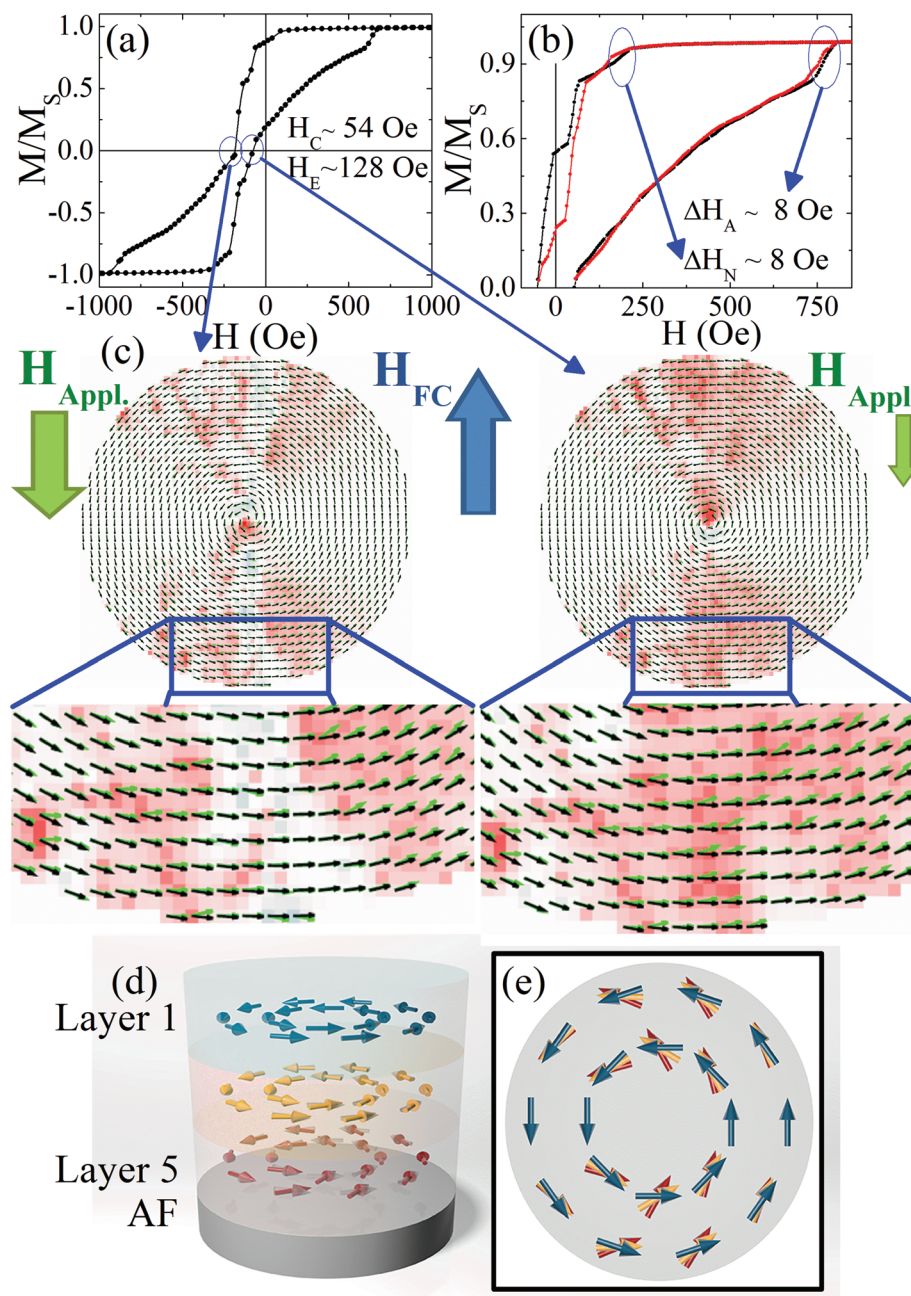 (a)
M/M_S
1.0
0.5
0.0
-0.5
-1.0
-1000
-500
0
500
1000
H (Oe)
H_C~ 54 Oe
H_E~128 Oe
(b)
M/M_S
0.9
0.6
0.3
0.0
0
250
500
750
H (Oe)
ΔH_A ~ 8 Oe
ΔH_N ~ 8 Oe
(c)
H_Appl.
H_FC
H_Appl.
(d)
Layer 1
Layer 5
AF
(e)